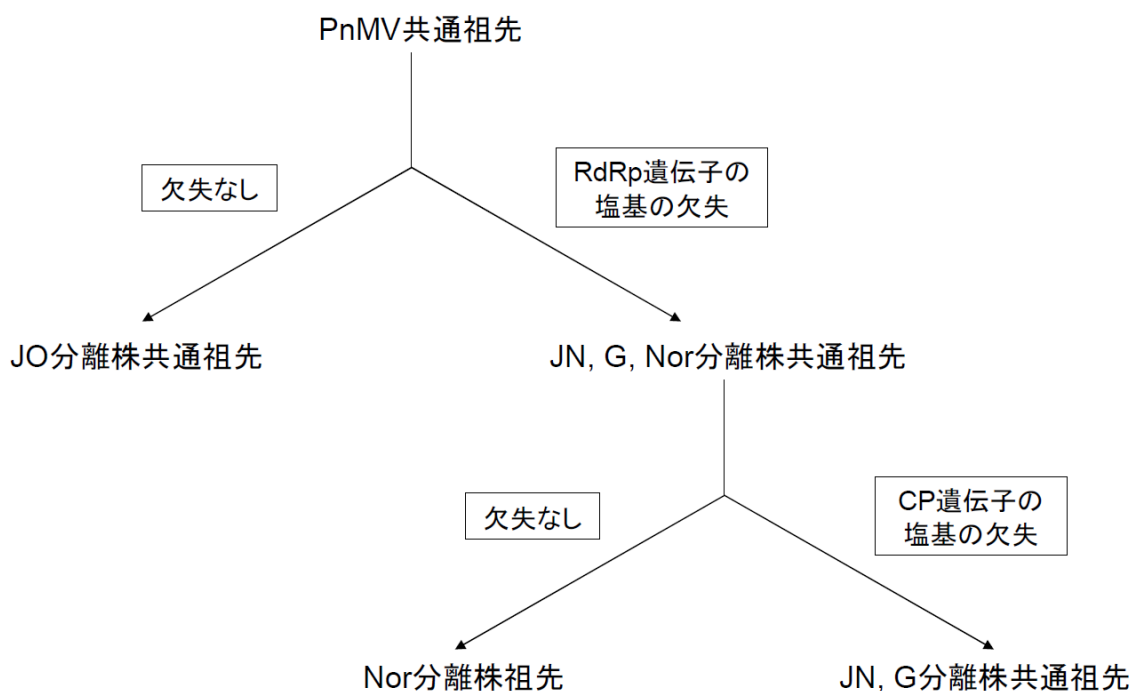 PnMV共通祖先
欠失なし
RdRp遺伝子の
塩基の欠失
JO分離株共通祖先
JN, G, Nor分離株共通祖先
欠失なし
CP遺伝子の
塩基の欠失
Nor分離株祖先
JN, G分離株共通祖先